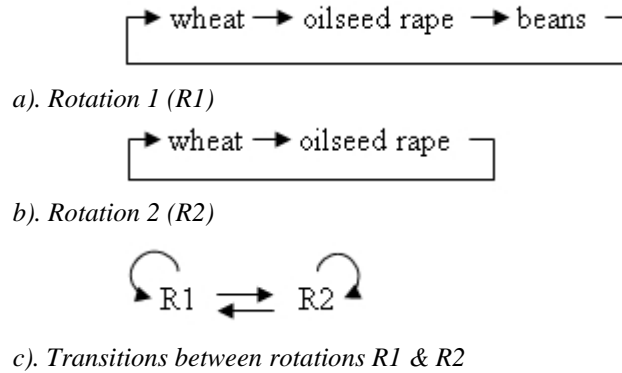 wheat oilseed rape beans
a). Rotation 1 (R1)
wheat oilseed rape
b). Rotation 2 (R2)
R1 R2
c). Transitions between rotations R1 & R2